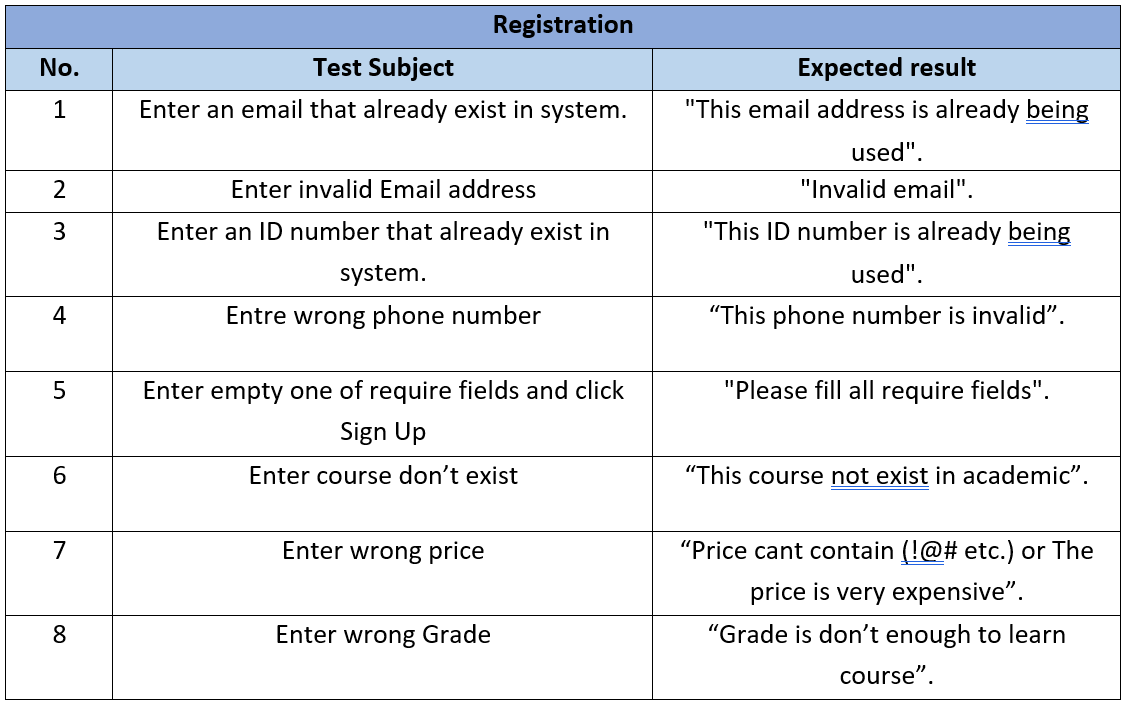 Registration
No. Test Subject Expected result
1 Enter an email that already exist in system. "This email address is already being
used".
2 Enter invalid Email address "Invalid email".
3 Enter an ID number that already exist in "This ID number is already being
system. used".
4 Entre wrong phone number “This phone number is invalid”.
5 Enter empty one of require fields and click "Please fill all require fields".
Sign Up
6 Enter course don’t exist “This course not exist in academic”.
7 Enter wrong price “Price cant contain (!@# etc.) or The
price is very expensive”.
8 Enter wrong Grade “Grade is don’t enough to learn
course”.